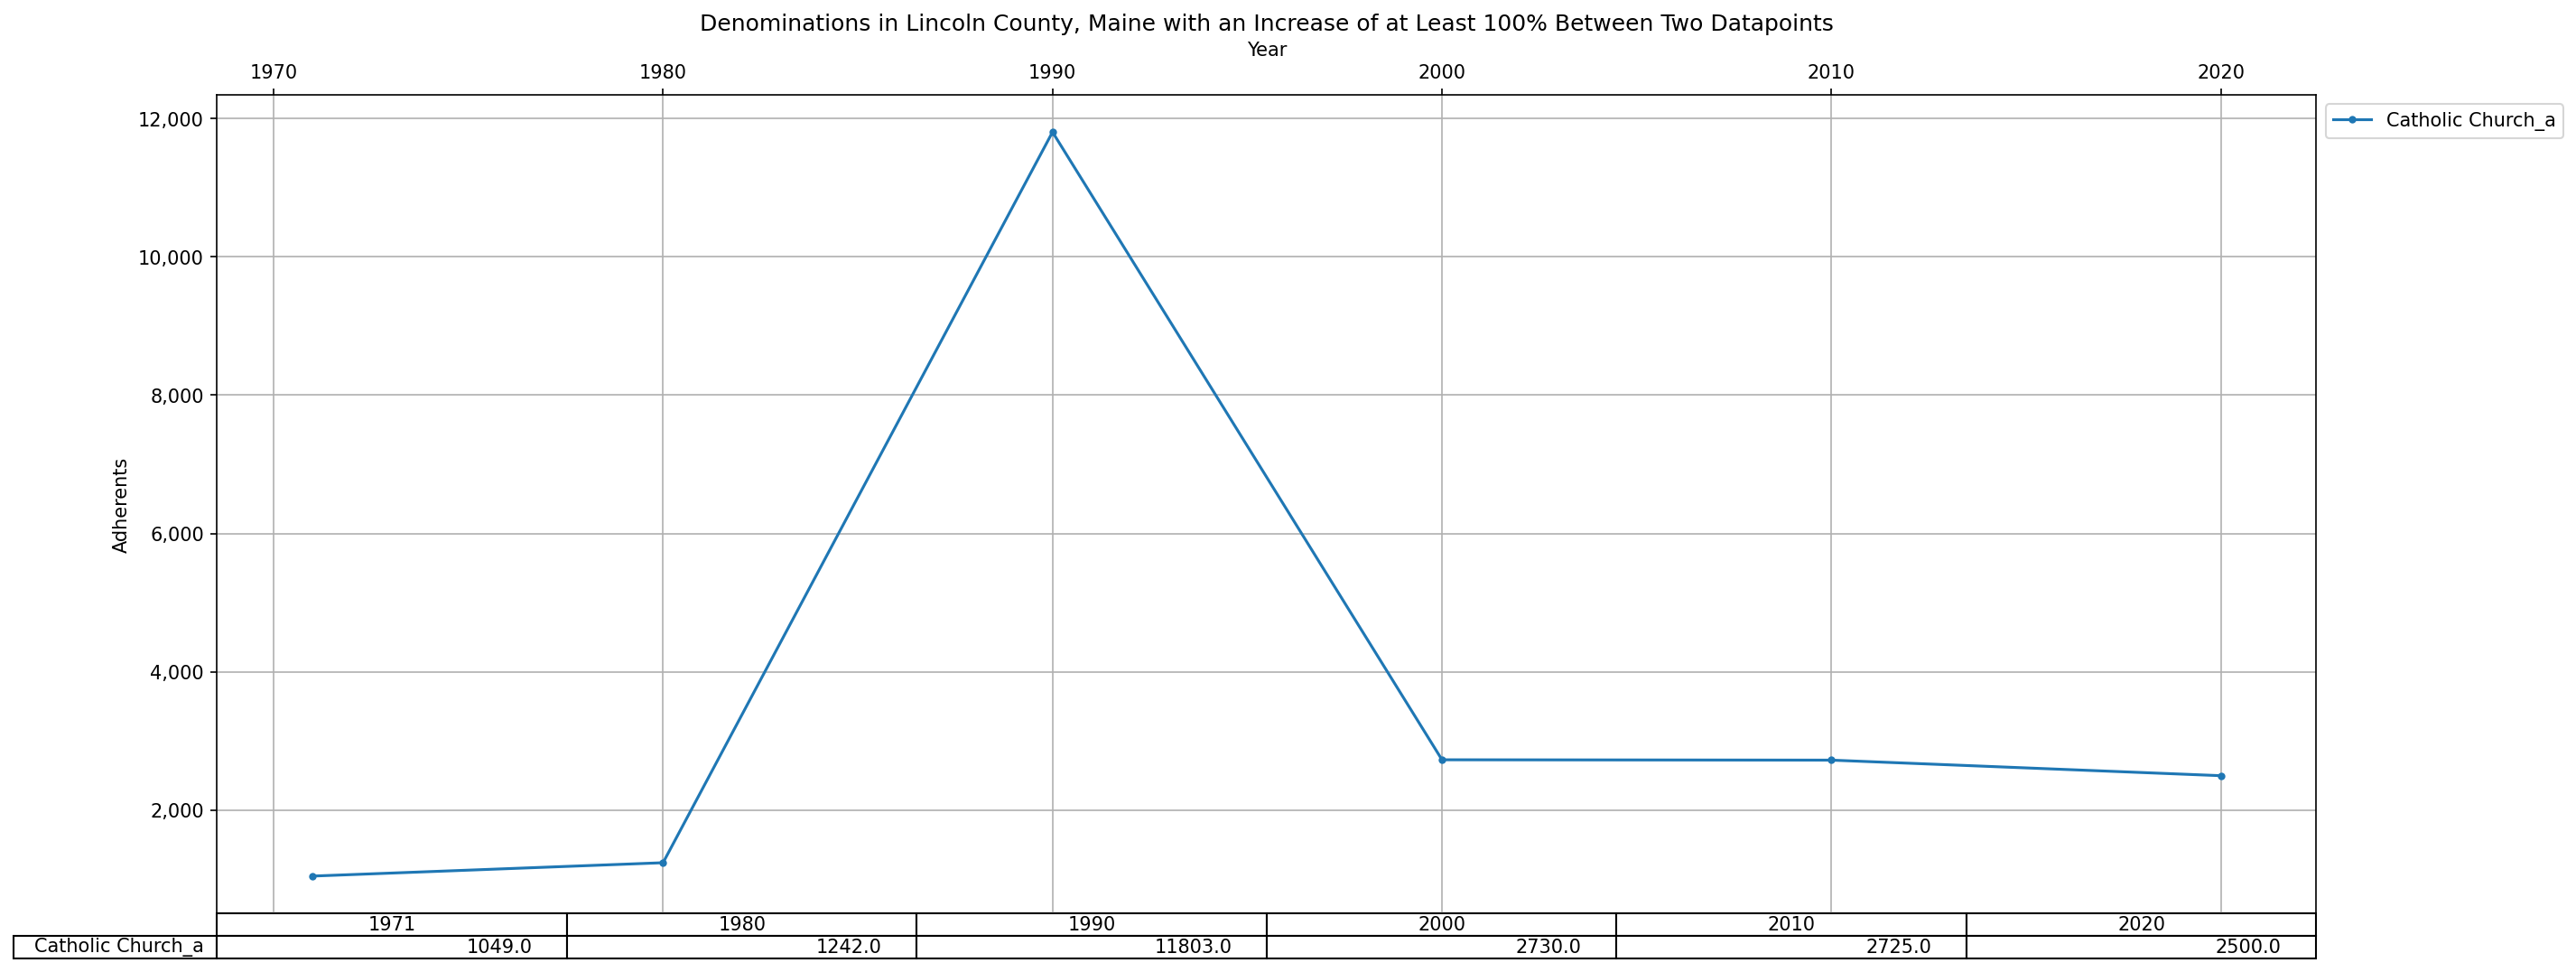 Denominations in Lincoln County, Maine with an Increase of at Least 100% Between Two Datapoints
Year
1970 1980 1990 2000 2010 2020
12,000
10,000
8,000
6,000
4,000
2,000
Adherents
Catholic Church_a
1971 1980 1990 2000 2010 2020
Catholic Church_a 1049.0 1242.0 11803.0 2730.0 2725.0 2500.0